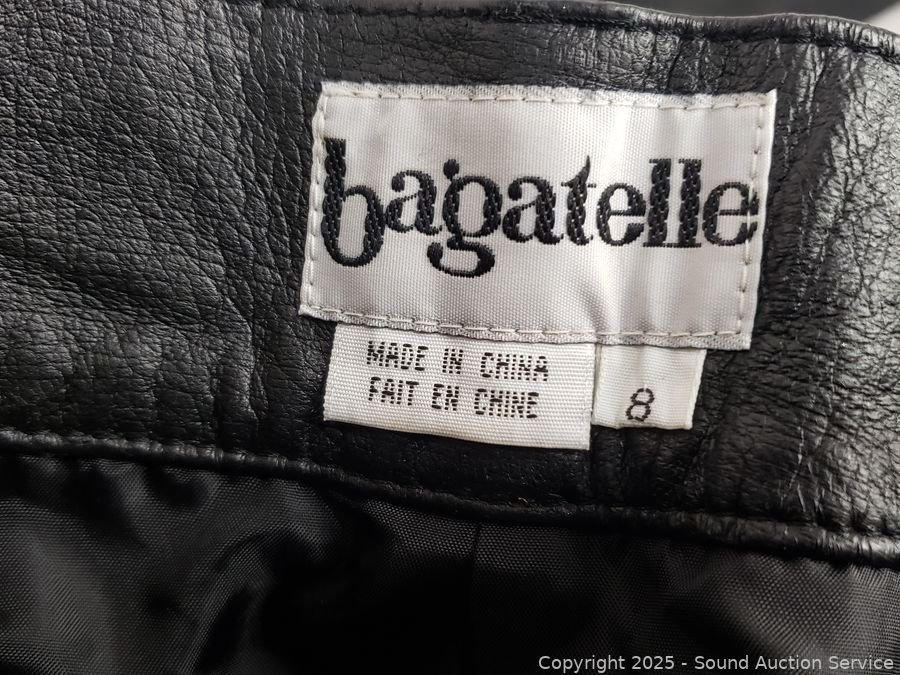 bagatelle
MADE IN CHINA
FAIT EN CHINE
8
Copyright 2025 - Sound Auction Service